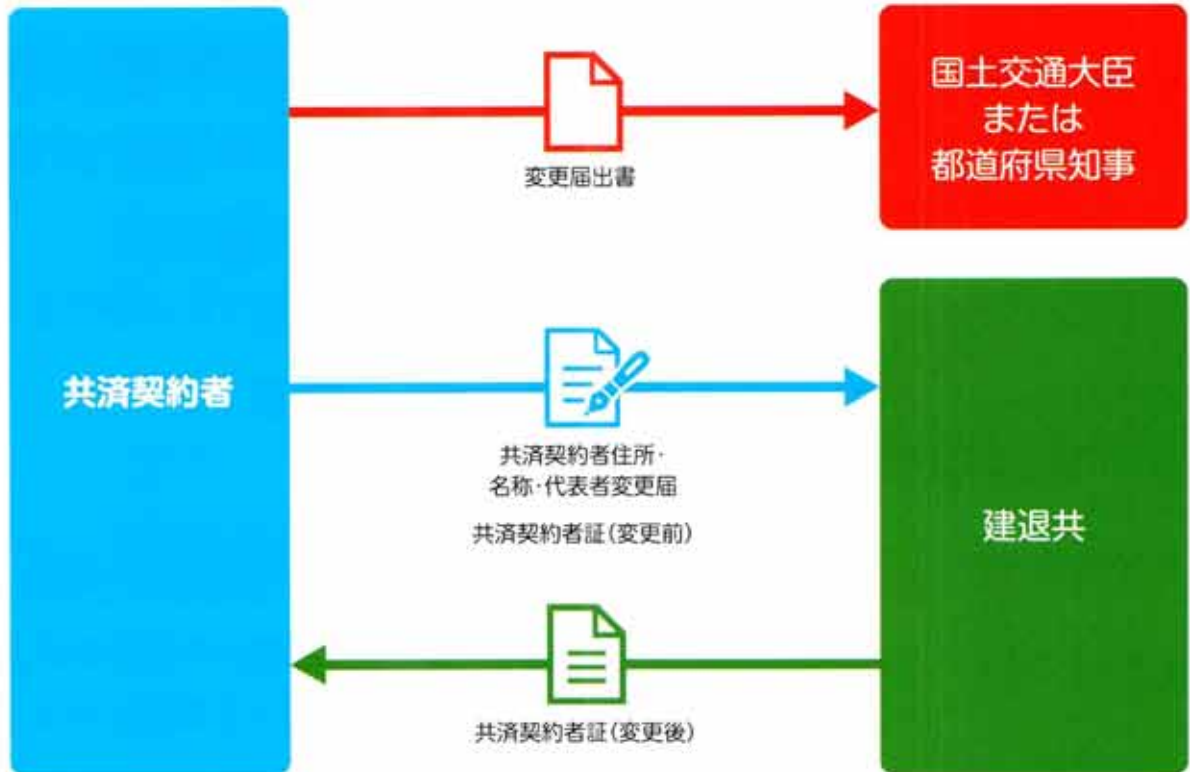 国土交通大臣
または
都道府県知事
変更届出書
共済契約者
共済契約者住所・
名称・代表者変更届
共済契約者証(変更前)
建退共
共済契約者証(変更後)